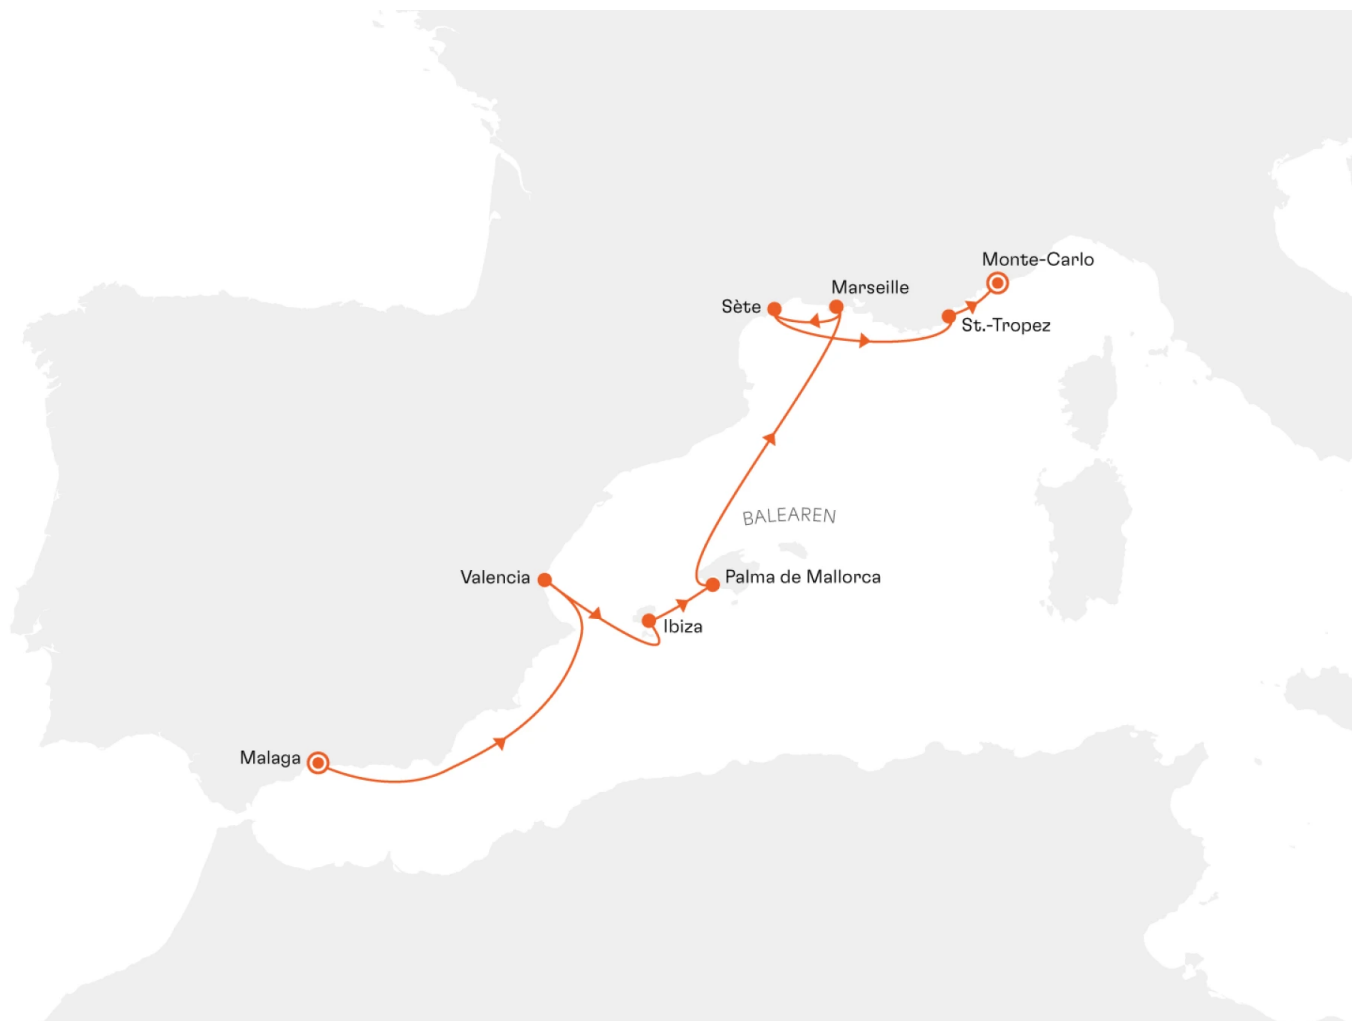 Monte-Carlo
Marseille
Sète
St.-Tropez
BALEAREN
Valencia
Palma de Mallorca
Ibiza
Malaga